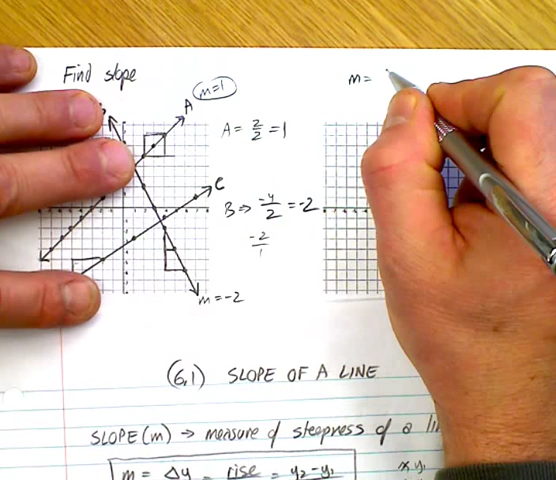 Find slope
m=1
A
A = 2/2 = 1
m=
C
B ⇒ -4/2 = -2
-2/1
m=-2
(6.1) SLOPE OF A LINE
SLOPE (m) → measure of steepness of a
m = Δy = rise = y₂-y₁
x y₁